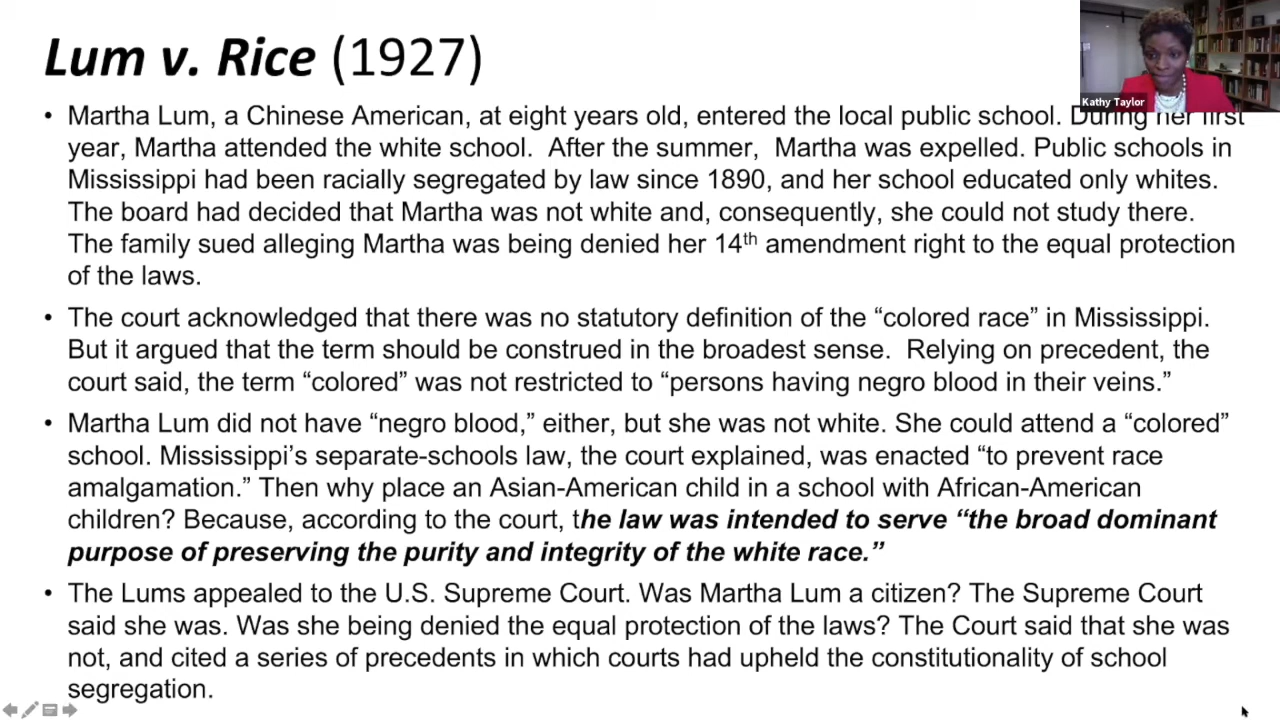 Lum v. Rice (1927)
Kathy Taylor
• Martha Lum, a Chinese American, at eight years old, entered the local public school. During her first
year, Martha attended the white school.  After the summer,  Martha was expelled. Public schools in
Mississippi had been racially segregated by law since 1890, and her school educated only whites.
The board had decided that Martha was not white and, consequently, she could not study there.
The family sued alleging Martha was being denied her 14th amendment right to the equal protection
of the laws.
• The court acknowledged that there was no statutory definition of the “colored race” in Mississippi.
But it argued that the term should be construed in the broadest sense.  Relying on precedent, the
court said, the term “colored” was not restricted to “persons having negro blood in their veins.”
• Martha Lum did not have “negro blood,” either, but she was not white. She could attend a “colored”
school. Mississippi’s separate-schools law, the court explained, was enacted “to prevent race
amalgamation.” Then why place an Asian-American child in a school with African-American
children? Because, according to the court, the law was intended to serve “the broad dominant
purpose of preserving the purity and integrity of the white race.”
• The Lums appealed to the U.S. Supreme Court. Was Martha Lum a citizen? The Supreme Court
said she was. Was she being denied the equal protection of the laws? The Court said that she was
not, and cited a series of precedents in which courts had upheld the constitutionality of school
segregation.